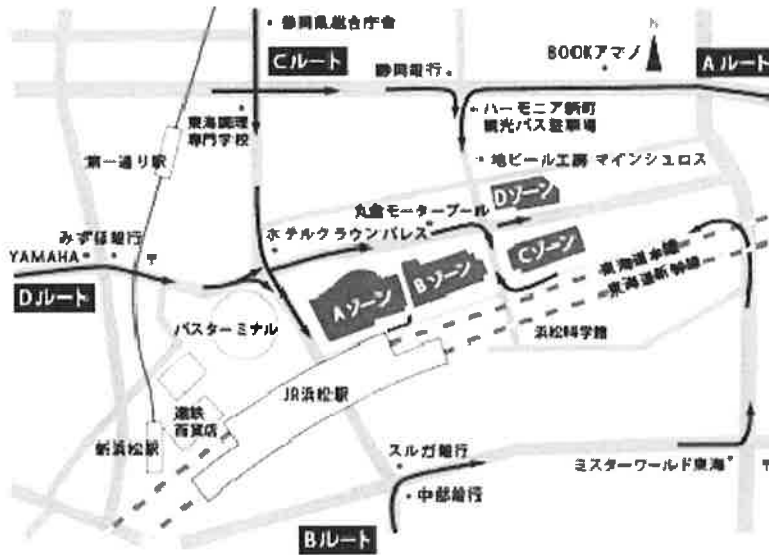 静岡県総合庁舎
N
BOOKアマノ
Cルート
静岡銀行
Aルート
ハーモニア新町
観光バス登車場
東海調理
専門学校
第一通り駅
地ビール工房 マインシュロス
Dゾーン
丸倉モータープール
みずほ銀行
ホテルクラウンパレス
YAMAHA
〒
Cゾーン
東海道本線
東海道新幹線
Dルート
Bゾーン
Aゾーン
バスターミナル
浜松科学館
JR浜松駅
遠鉄
百貨店
新浜松駅
スルガ銀行
ミスターワールド東海
〒
中部銀行
Bルート